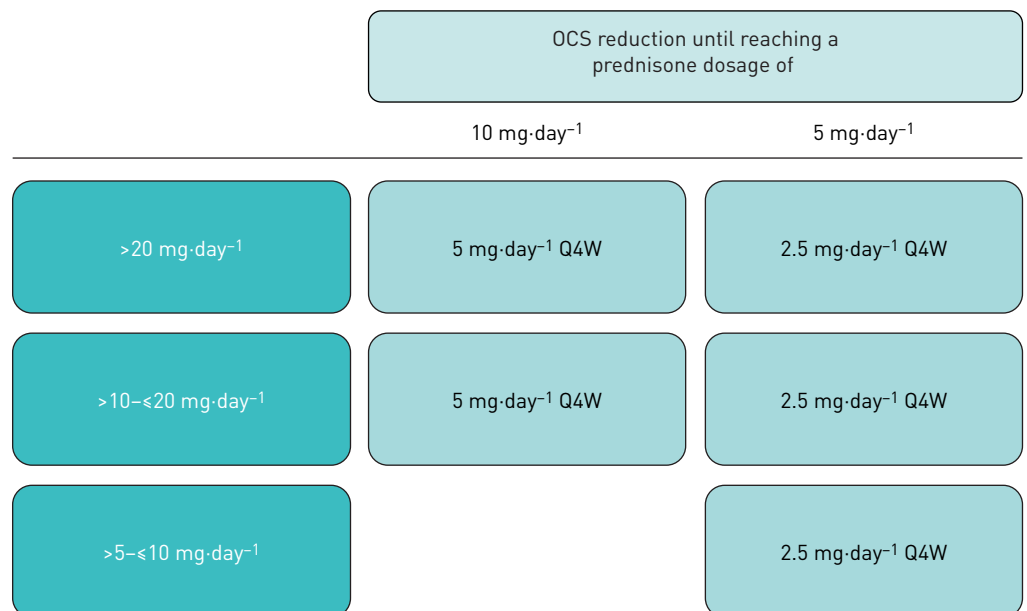 OCS reduction until reaching a
prednisone dosage of
10 mg·day⁻¹
5 mg·day⁻¹
>20 mg·day⁻¹
5 mg·day⁻¹ Q4W
2.5 mg·day⁻¹ Q4W
>10–⩽20 mg·day⁻¹
5 mg·day⁻¹ Q4W
2.5 mg·day⁻¹ Q4W
>5–⩽10 mg·day⁻¹
2.5 mg·day⁻¹ Q4W